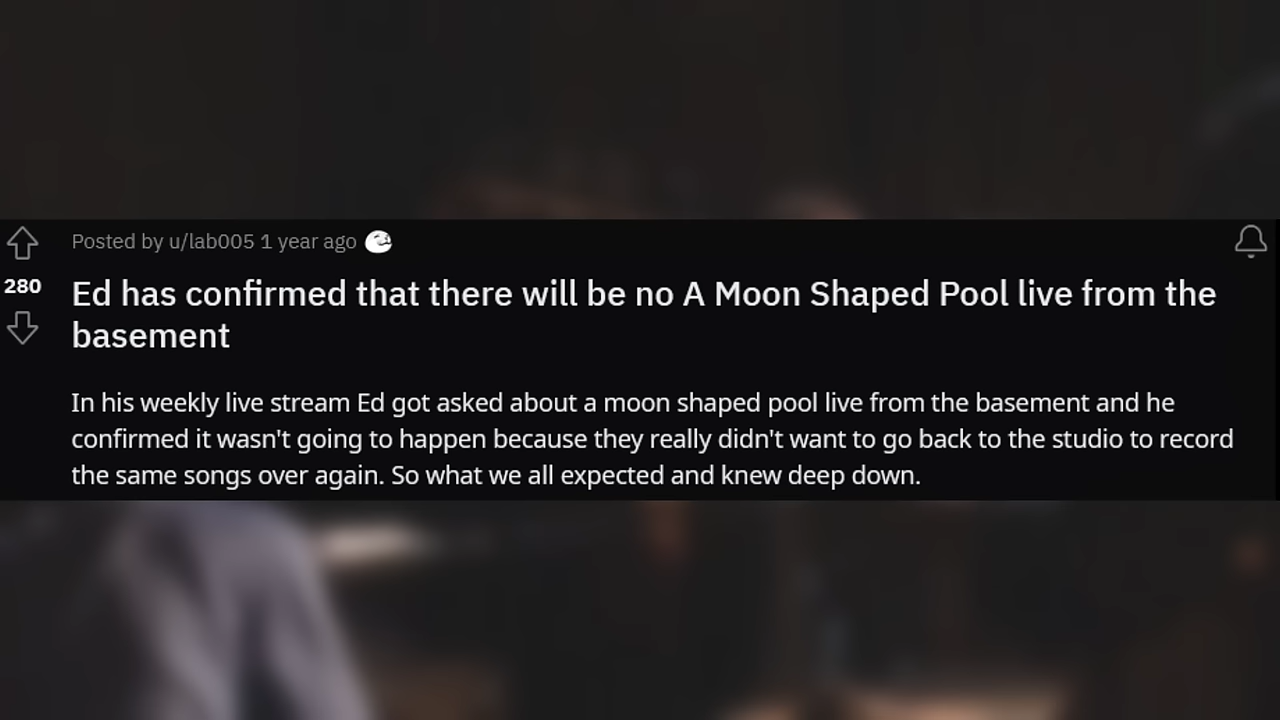 Posted by u/lab005 1 year ago
280
Ed has confirmed that there will be no A Moon Shaped Pool live from the
basement
In his weekly live stream Ed got asked about a moon shaped pool live from the basement and he
confirmed it wasn't going to happen because they really didn't want to go back to the studio to record
the same songs over again. So what we all expected and knew deep down.